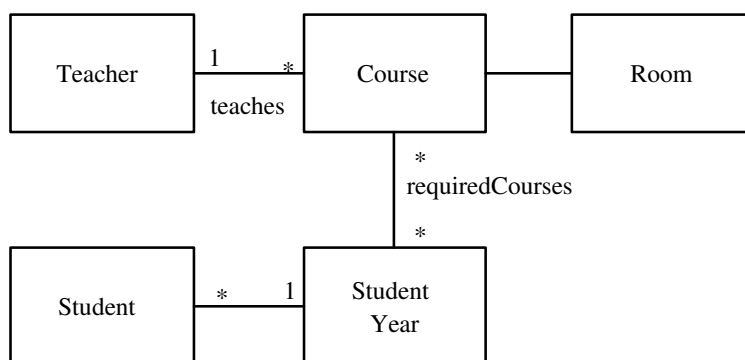 Teacher
1
*
teaches
Course
Room
*
requiredCourses
*
Student
*
1
Student
Year